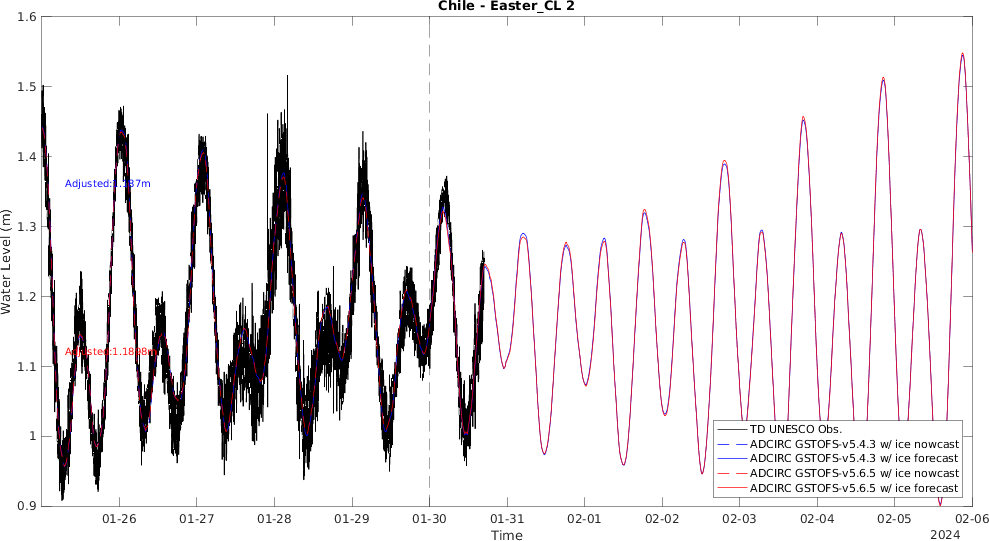 Chile - Easter_CL 2
1.6
1.5
1.4
1.3
1.2
1.1
1
0.9
Water Level (m)
Adjusted:1.187m
Adjusted:1.1898m
TD UNESCO Obs.
ADCIRC GSTOFS-v5.4.3 w/ ice nowcast
ADCIRC GSTOFS-v5.4.3 w/ ice forecast
ADCIRC GSTOFS-v5.6.5 w/ ice nowcast
ADCIRC GSTOFS-v5.6.5 w/ ice forecast
01-26 01-27 01-28 01-29 01-30 01-31 02-01 02-02 02-03 02-04 02-05 02-06
Time
2024